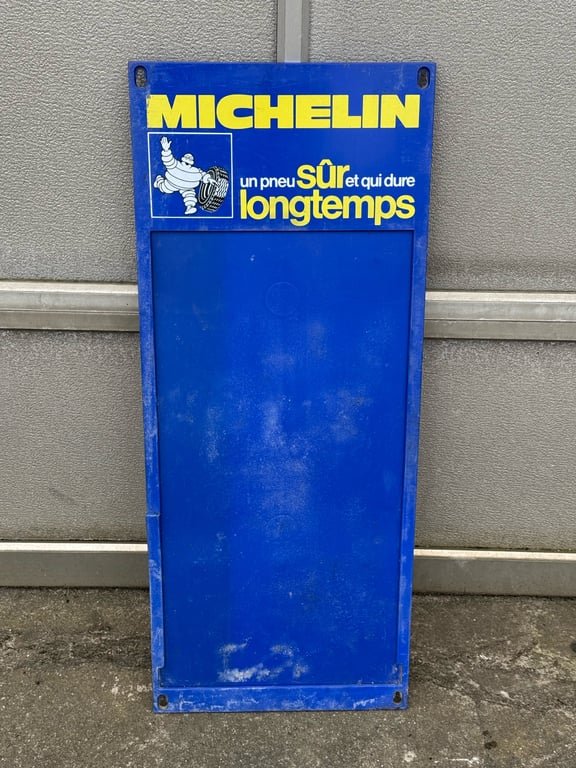 MICHELIN
un pneu sûr et qui dure
longtemps